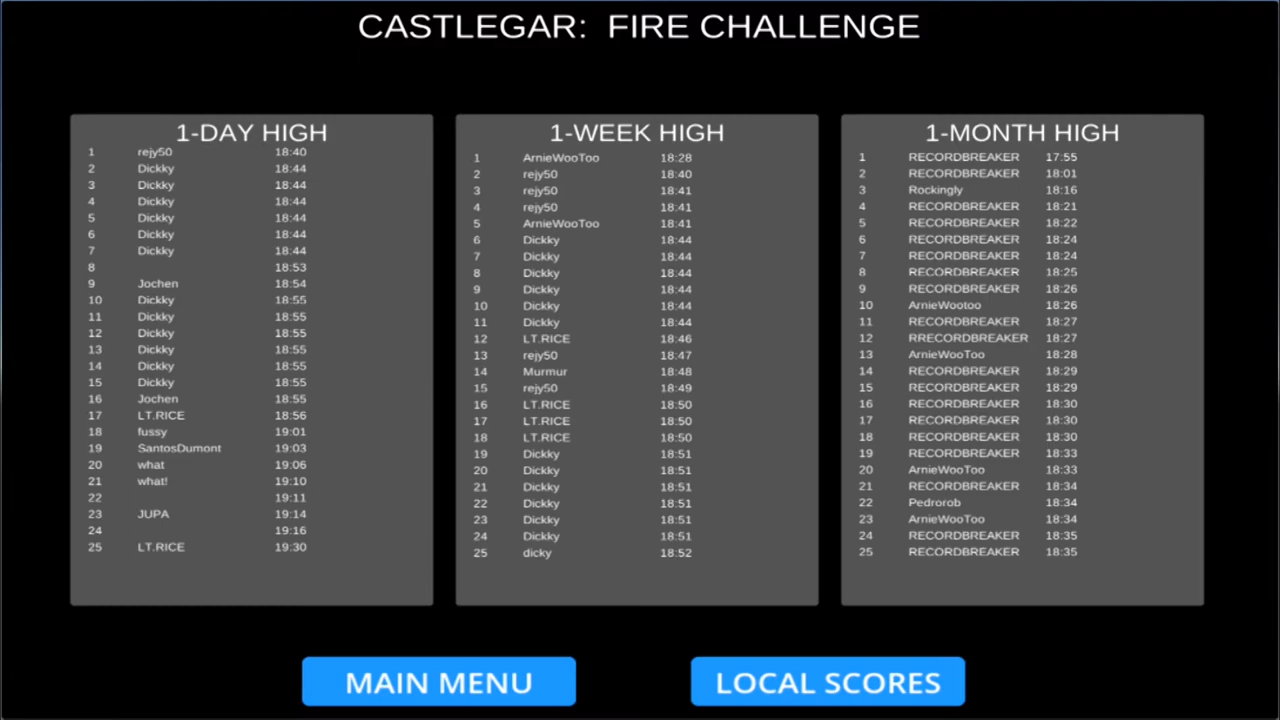 CASTLEGAR: FIRE CHALLENGE
1-DAY HIGH
1 rejy50 18:40
2 Dickky 18:44
3 Dickky 18:44
4 Dickky 18:44
5 Dickky 18:44
6 Dickky 18:44
7 Dickky 18:44
8 18:53
9 Jochen 18:54
10 Dickky 18:55
11 Dickky 18:55
12 Dickky 18:55
13 Dickky 18:55
14 Dickky 18:55
15 Dickky 18:55
16 Jochen 18:55
17 LT.RICE 18:56
18 fussy 19:01
19 SantosDumont 19:03
20 what 19:06
21 what! 19:10
22 19:11
23 JUPA 19:14
24 19:16
25 LT.RICE 19:30
1-WEEK HIGH
1 ArnieWooToo 18:28
2 rejy50 18:40
3 rejy50 18:41
4 rejy50 18:41
5 ArnieWooToo 18:41
6 Dickky 18:44
7 Dickky 18:44
8 Dickky 18:44
9 Dickky 18:44
10 Dickky 18:44
11 Dickky 18:44
12 LT.RICE 18:46
13 rejy50 18:47
14 Murmur 18:48
15 rejy50 18:49
16 LT.RICE 18:50
17 LT.RICE 18:50
18 LT.RICE 18:50
19 Dickky 18:51
20 Dickky 18:51
21 Dickky 18:51
22 Dickky 18:51
23 Dickky 18:51
24 Dickky 18:51
25 dicky 18:52
1-MONTH HIGH
1 RECORDBREAKER 17:55
2 RECORDBREAKER 18:01
3 Rockingly 18:16
4 RECORDBREAKER 18:21
5 RECORDBREAKER 18:22
6 RECORDBREAKER 18:24
7 RECORDBREAKER 18:24
8 RECORDBREAKER 18:25
9 RECORDBREAKER 18:26
10 ArnieWootoo 18:26
11 RECORDBREAKER 18:27
12 RRECORDBREAKER 18:27
13 ArnieWooToo 18:28
14 RECORDBREAKER 18:29
15 RECORDBREAKER 18:29
16 RECORDBREAKER 18:30
17 RECORDBREAKER 18:30
18 RECORDBREAKER 18:30
19 RECORDBREAKER 18:33
20 ArnieWooToo 18:33
21 RECORDBREAKER 18:34
22 Pedrorob 18:34
23 ArnieWooToo 18:34
24 RECORDBREAKER 18:35
25 RECORDBREAKER 18:35
MAIN MENU
LOCAL SCORES